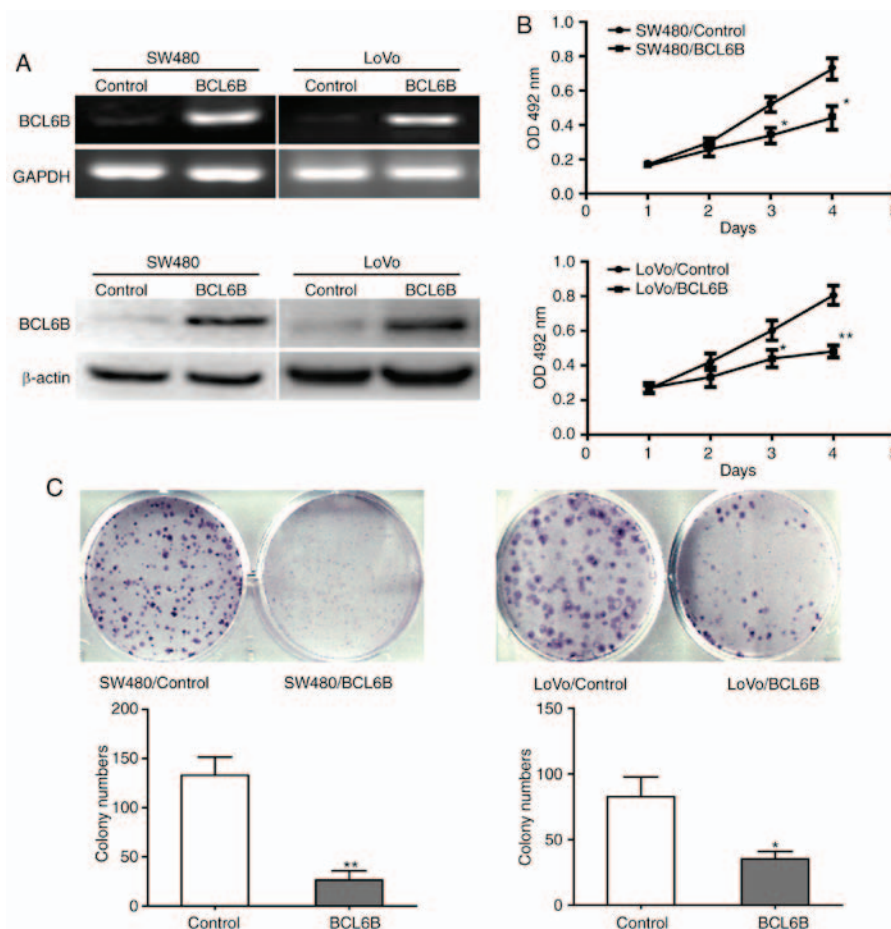 A
SW480 LoVo
Control BCL6B Control BCL6B
BCL6B
GAPDH
SW480 LoVo
Control BCL6B Control BCL6B
BCL6B
β-actin
B
SW480/Control
SW480/BCL6B
1.0
0.8
0.6
0.4
0.2
0.0
OD 492 nm
*
*
0 1 2 3 4
Days
LoVo/Control
LoVo/BCL6B
1.0
0.8
0.6
0.4
0.2
0.0
OD 492 nm
*
**
0 1 2 3 4
Days
C
SW480/Control SW480/BCL6B
LoVo/Control LoVo/BCL6B
200
150
100
50
0
Colony numbers
**
Control BCL6B
150
100
50
0
Colony numbers
*
Control BCL6B